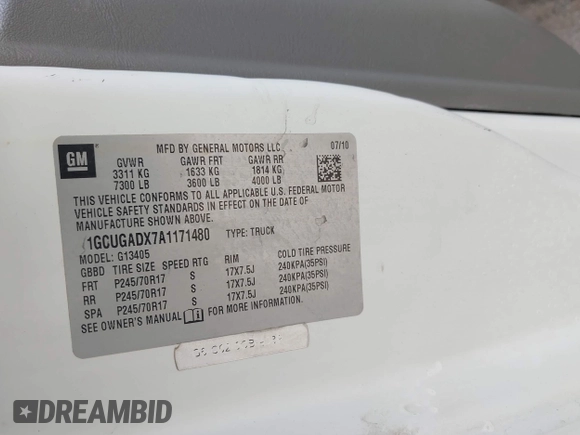 GM
MFD BY GENERAL MOTORS LLC
07/10
GVWR GAWR FRT GAWR RR
3311 KG 1633 KG 1814 KG
7300 LB 3600 LB 4000 LB
THIS VEHICLE CONFORMS TO ALL APPLICABLE U.S. FEDERAL MOTOR
VEHICLE SAFETY STANDARDS IN EFFECT ON THE DATE OF
MANUFACTURE SHOWN ABOVE.
1GCUGADX7A1171480 TYPE: TRUCK
MODEL: G13405
GBBD TIRE SIZE SPEED RTG RIM COLD TIRE PRESSURE
FRT P245/70R17 S 17X7.5J 240KPA(35PSI)
RR P245/70R17 S 17X7.5J 240KPA(35PSI)
SPA P245/70R17 S 17X7.5J 240KPA(35PSI)
SEE OWNER'S MANUAL FOR MORE INFORMATION.
DREAMBID